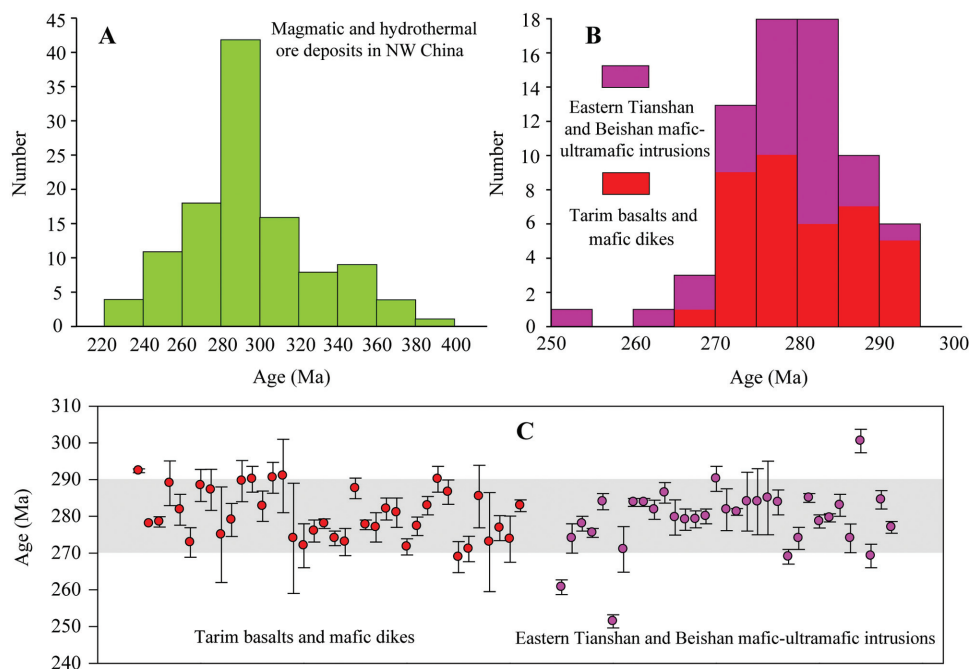 A
Magmatic and hydrothermal
ore deposits in NW China
45
40
35
30
25
20
15
10
5
0
Number
220 240 260 280 300 320 340 360 400
Age (Ma)
B
18
16
14
12
10
8
6
4
2
0
Number
Eastern Tianshan
and Beishan mafic-
ultramafic intrusions
Tarim basalts and
mafic dikes
250 260 270 280 290 300
Age (Ma)
C
310
300
290
280
270
260
250
240
Age (Ma)
Tarim basalts and mafic dikes
Eastern Tianshan and Beishan mafic-ultramafic intrusions